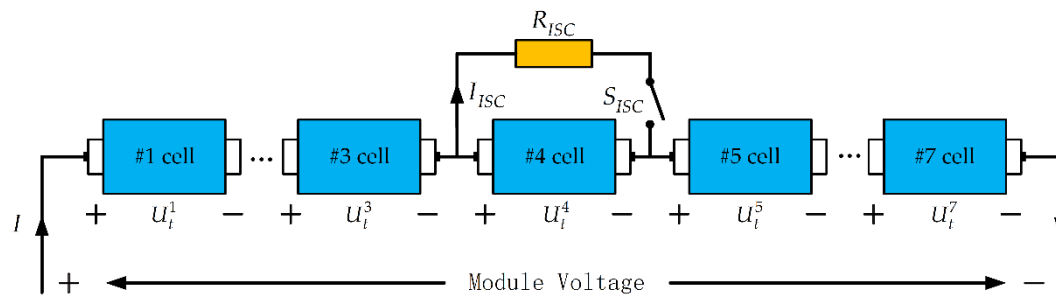 R_ISC
I_ISC
S_ISC
#1 cell ... #3 cell #4 cell #5 cell ... #7 cell
I + u_t^1 − + u_t^3 − + u_t^4 − + u_t^5 − + u_t^7 −
+ Module Voltage −